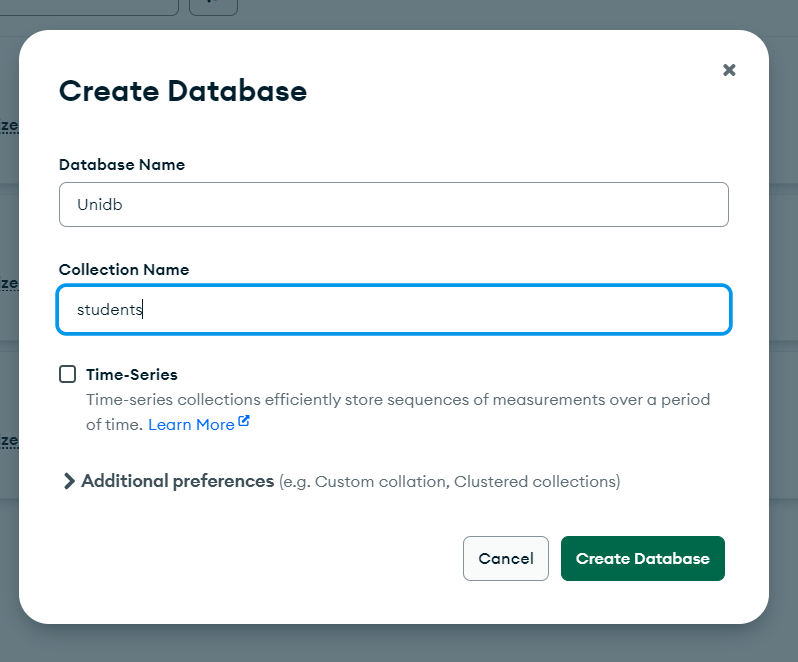 Create Database
Database Name
Unidb
Collection Name
students
Time-Series
Time-series collections efficiently store sequences of measurements over a period
of time. Learn More
Additional preferences (e.g. Custom collation, Clustered collections)
Cancel
Create Database